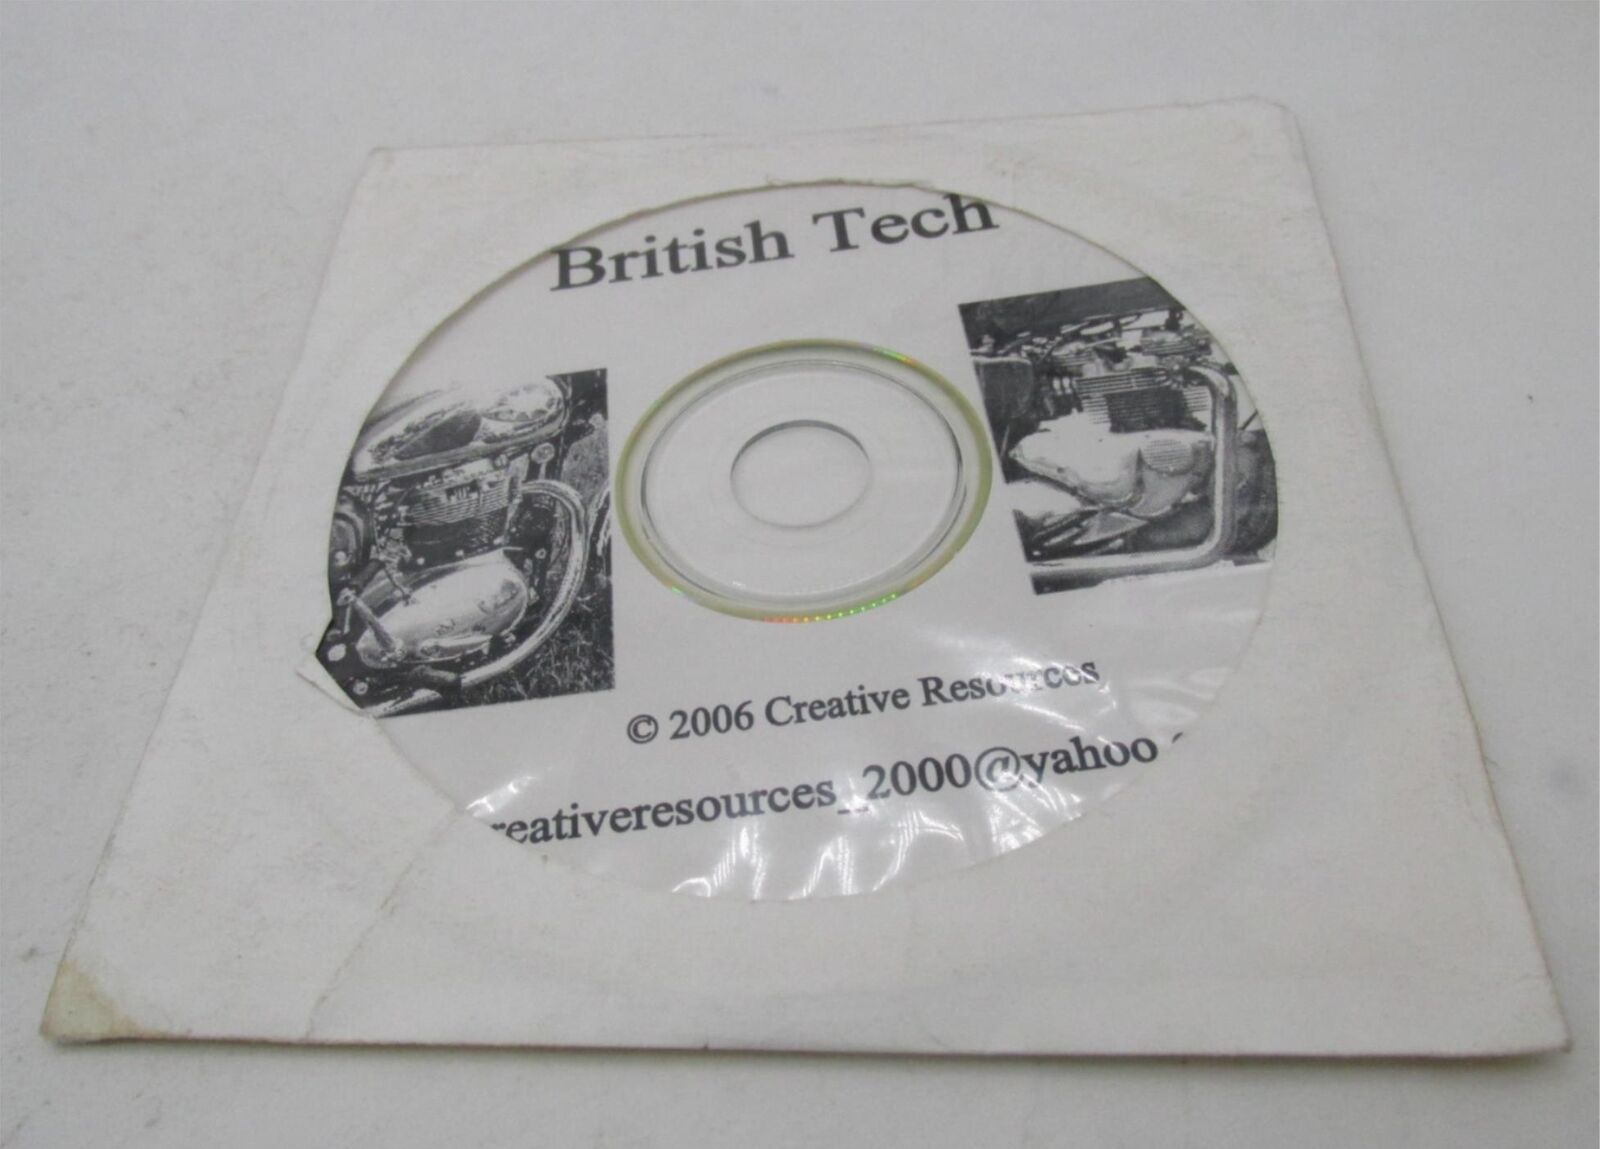 British Tech
© 2006 Creative Resources
reativeresources_2000@yahoo